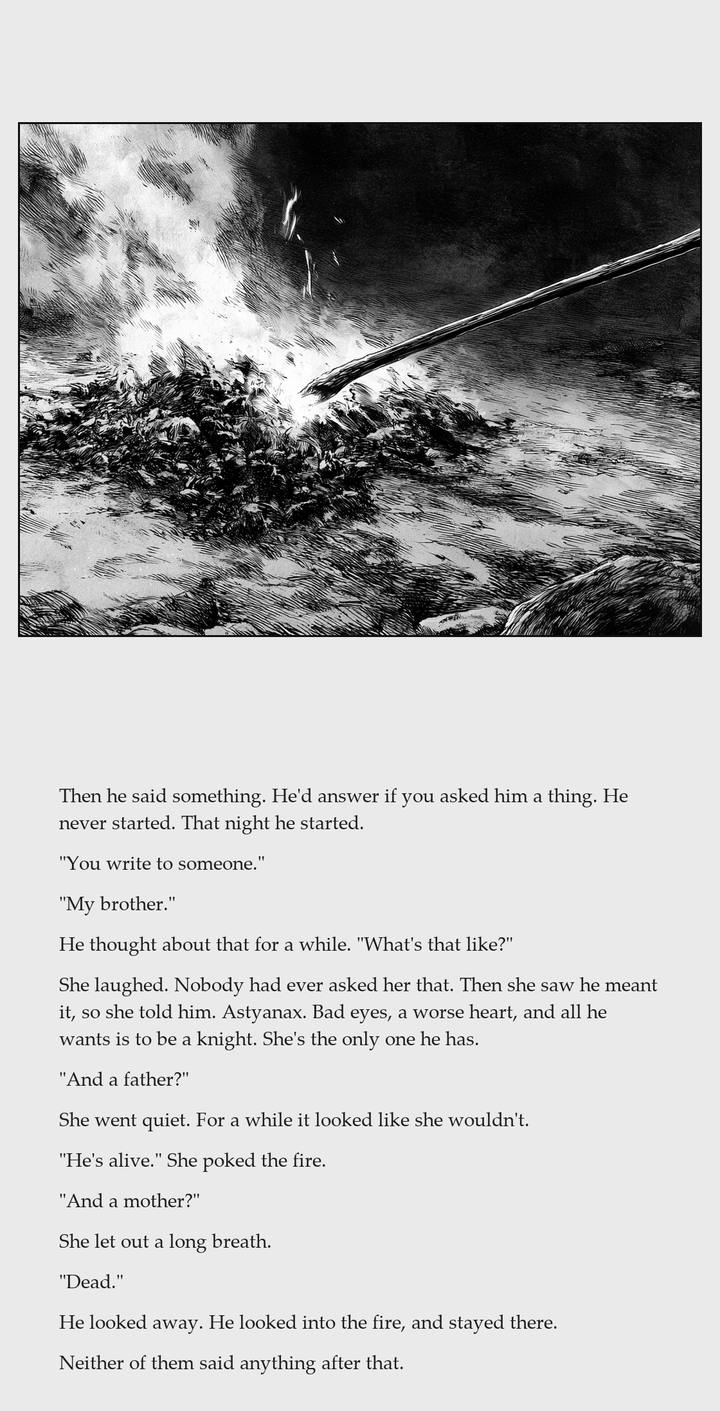 Then he said something. He'd answer if you asked him a thing. He
never started. That night he started.
"You write to someone."
"My brother."
He thought about that for a while. "What's that like?"
She laughed. Nobody had ever asked her that. Then she saw he meant
it, so she told him. Astyanax. Bad eyes, a worse heart, and all he
wants is to be a knight. She's the only one he has.
"And a father?"
She went quiet. For a while it looked like she wouldn't.
"He's alive." She poked the fire.
"And a mother?"
She let out a long breath.
"Dead."
He looked away. He looked into the fire, and stayed there.
Neither of them said anything after that.